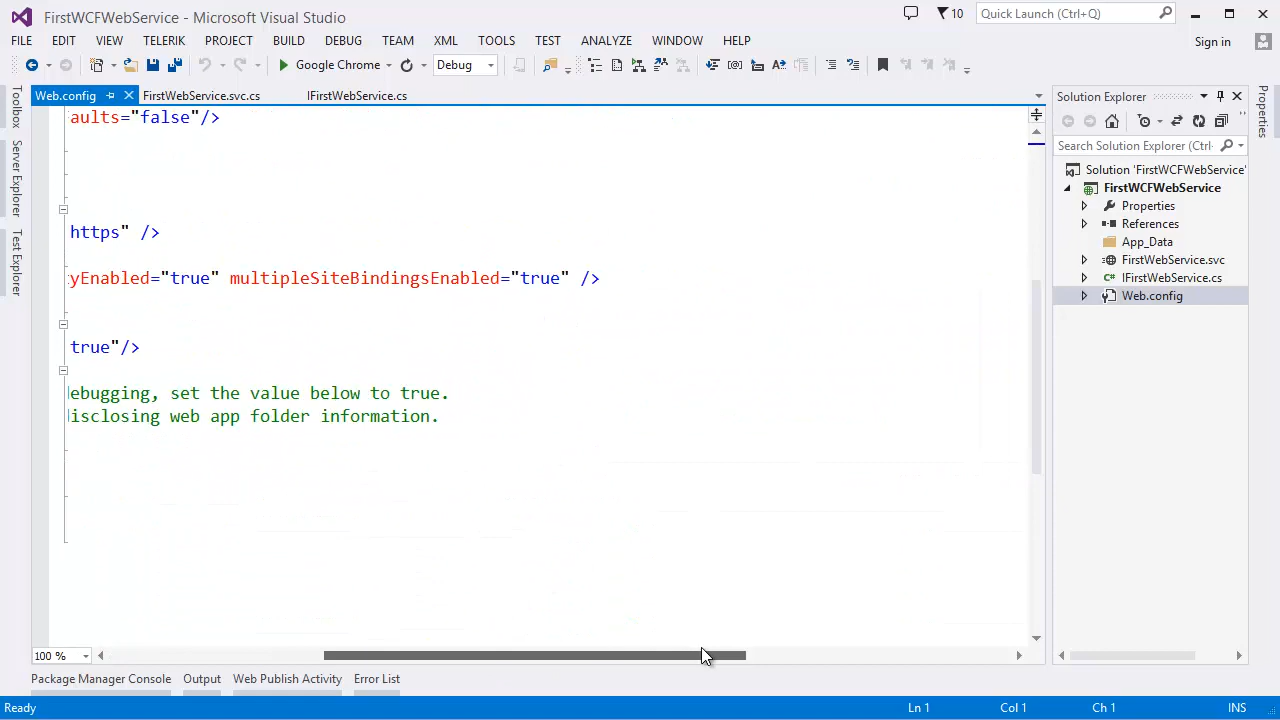 FirstWCFWebService - Microsoft Visual Studio
10
Quick Launch (Ctrl+Q)
FILE EDIT VIEW TELERIK PROJECT BUILD DEBUG TEAM XML TOOLS TEST ANALYZE WINDOW HELP
Sign in
Google Chrome
Debug
Web.config
FirstWebService.svc.cs
IFirstWebService.cs
Toolbox
Server Explorer
Test Explorer
aults="false"/>
https" />
yEnabled="true" multipleSiteBindingsEnabled="true" />
true"/>
ebugging, set the value below to true.
isclosing web app folder information.
100 %
Solution Explorer
Search Solution Explorer (Ctrl-
Solution 'FirstWCFWebService'
FirstWCFWebService
Properties
References
App_Data
FirstWebService.svc
IFirstWebService.cs
Web.config
Properties
Package Manager Console
Output
Web Publish Activity
Error List
Ready
Ln 1
Col 1
Ch 1
INS